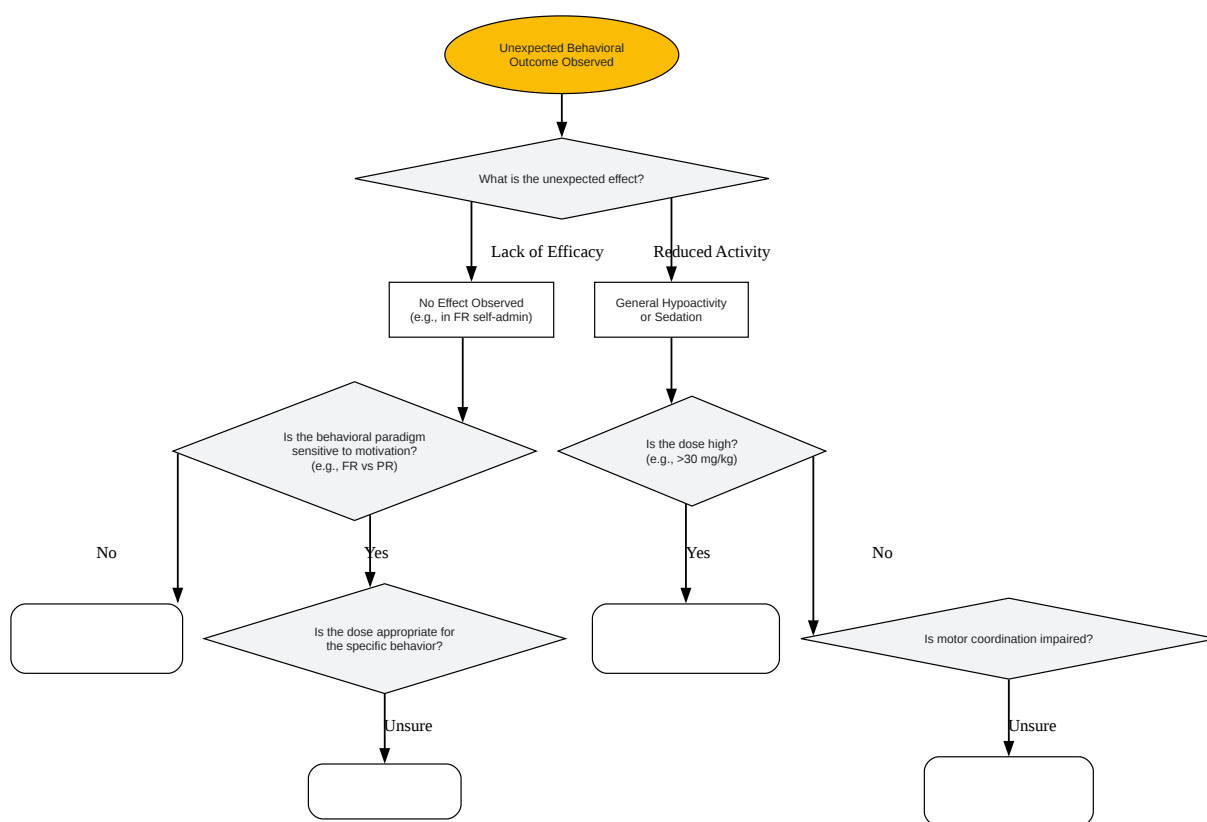 Unexpected Behavioral
Outcome Observed
What is the unexpected effect?
Lack of Efficacy
Reduced Activity
No Effect Observed
(e.g., in FR self-admin)
General Hypoactivity
or Sedation
Is the behavioral paradigm
sensitive to motivation?
(e.g., FR vs PR)
Is the dose high?
(e.g., >30 mg/kg)
No
Yes
Yes
No
Is the dose appropriate for
the specific behavior?
Is motor coordination impaired?
Unsure
Unsure